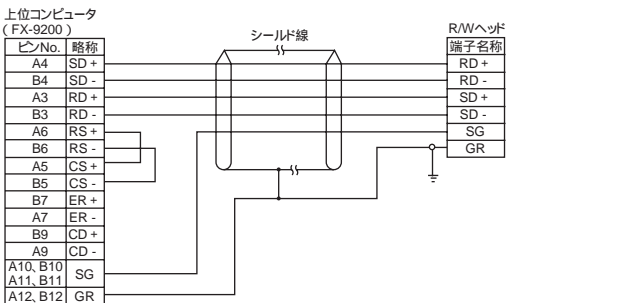 上位コンピュータ
(FX-9200)
ピンNo. 略称
A4 SD+
B4 SD-
A3 RD+
B3 RD-
A6 RS+
B6 RS-
A5 CS+
B5 CS-
B7 ER+
A7 ER-
B9 CD+
A9 CD-
A10、B10
A11、B11 SG
A12、B12 GR
シールド線
R/Wヘッド
端子名称
RD+
RD-
SD+
SD-
SG
GR